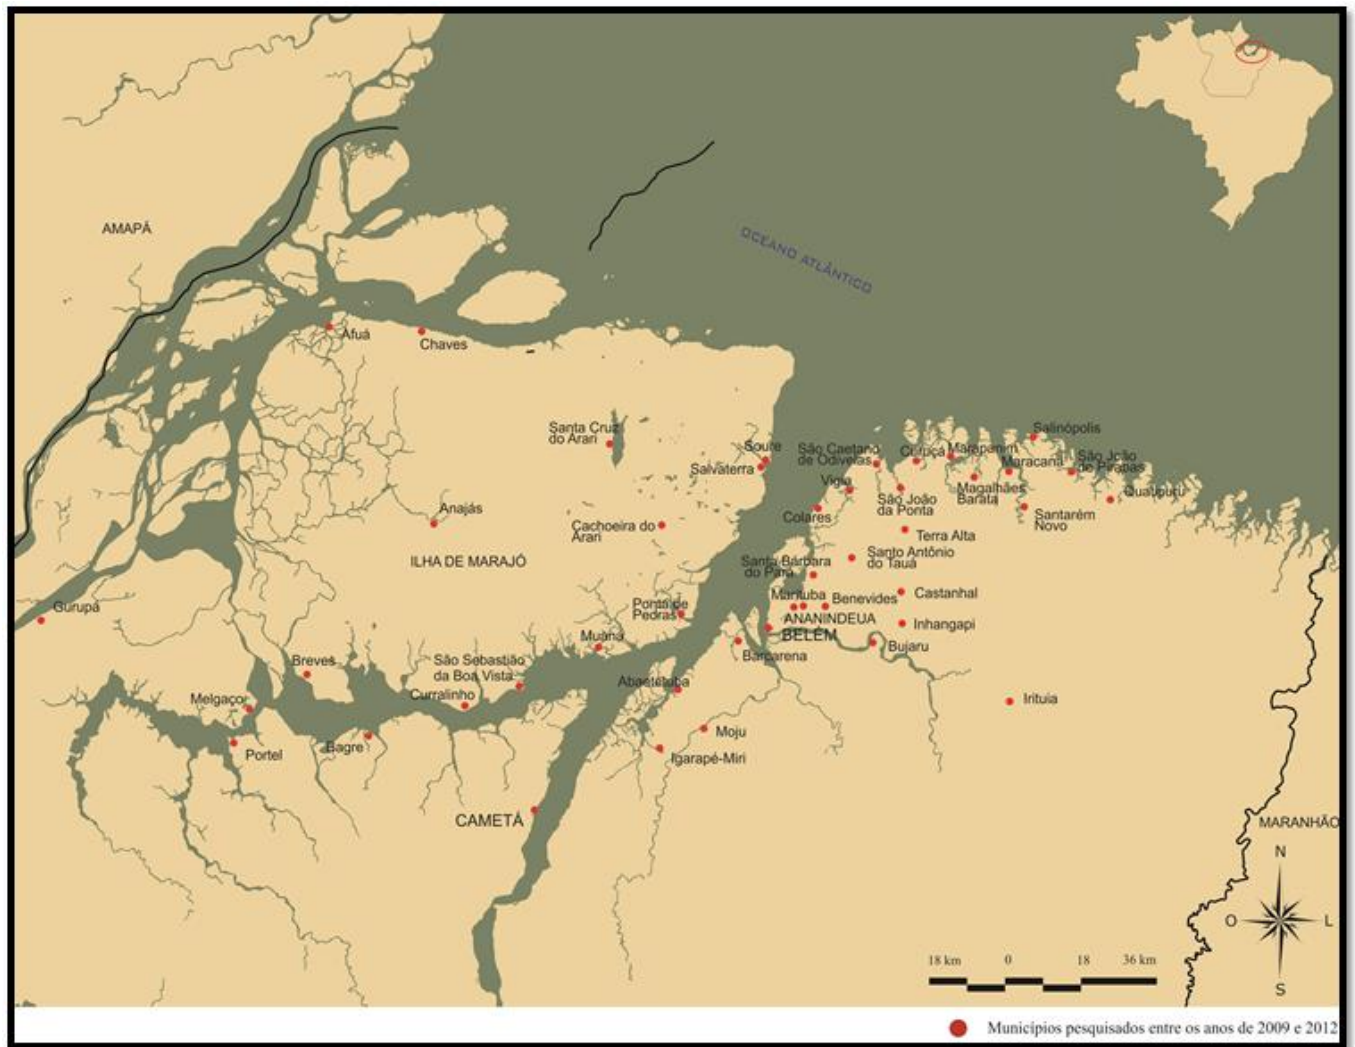 AMAPÁ
OCEANO ATLÂNTICO
Afuá
Chaves
Santa Cruz
do Arari
Soure
Salvaterra
São Caetano
de Odivelas
Curuçá
Marapanim
Salinópolis
Maracanã
São João
de Pirabas
Vigia
São João
da Ponta
Magalhães
Barata
Quatipuru
Anajás
Colares
Santarém
Novo
Cachoeira do
Arari
Terra Alta
ILHA DE MARAJÓ
Santa Bárbara
do Pará
Santo Antônio
do Tauá
Gurupá
Ponta de
Pedras
Marituba
Benevides
Castanhal
ANANINDEUA
Inhangapi
Muaná
BELÉM
Bujaru
Breves
São Sebastião
da Boa Vista
Barcarena
Abaetetuba
Melgaço
Curralinho
Irituia
Portel
Bagre
Moju
Igarapé-Miri
CAMETÁ
MARANHÃO
N
O
L
S
18 km 0 18 36 km
Municípios pesquisados entre os anos de 2009 e 2012